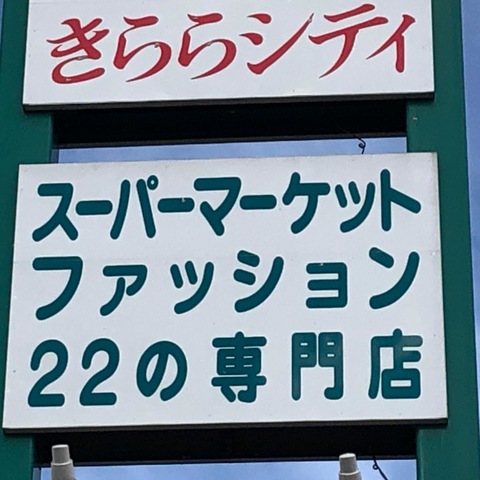 きららシティ
スーパーマーケット
ファッション
22の専門店